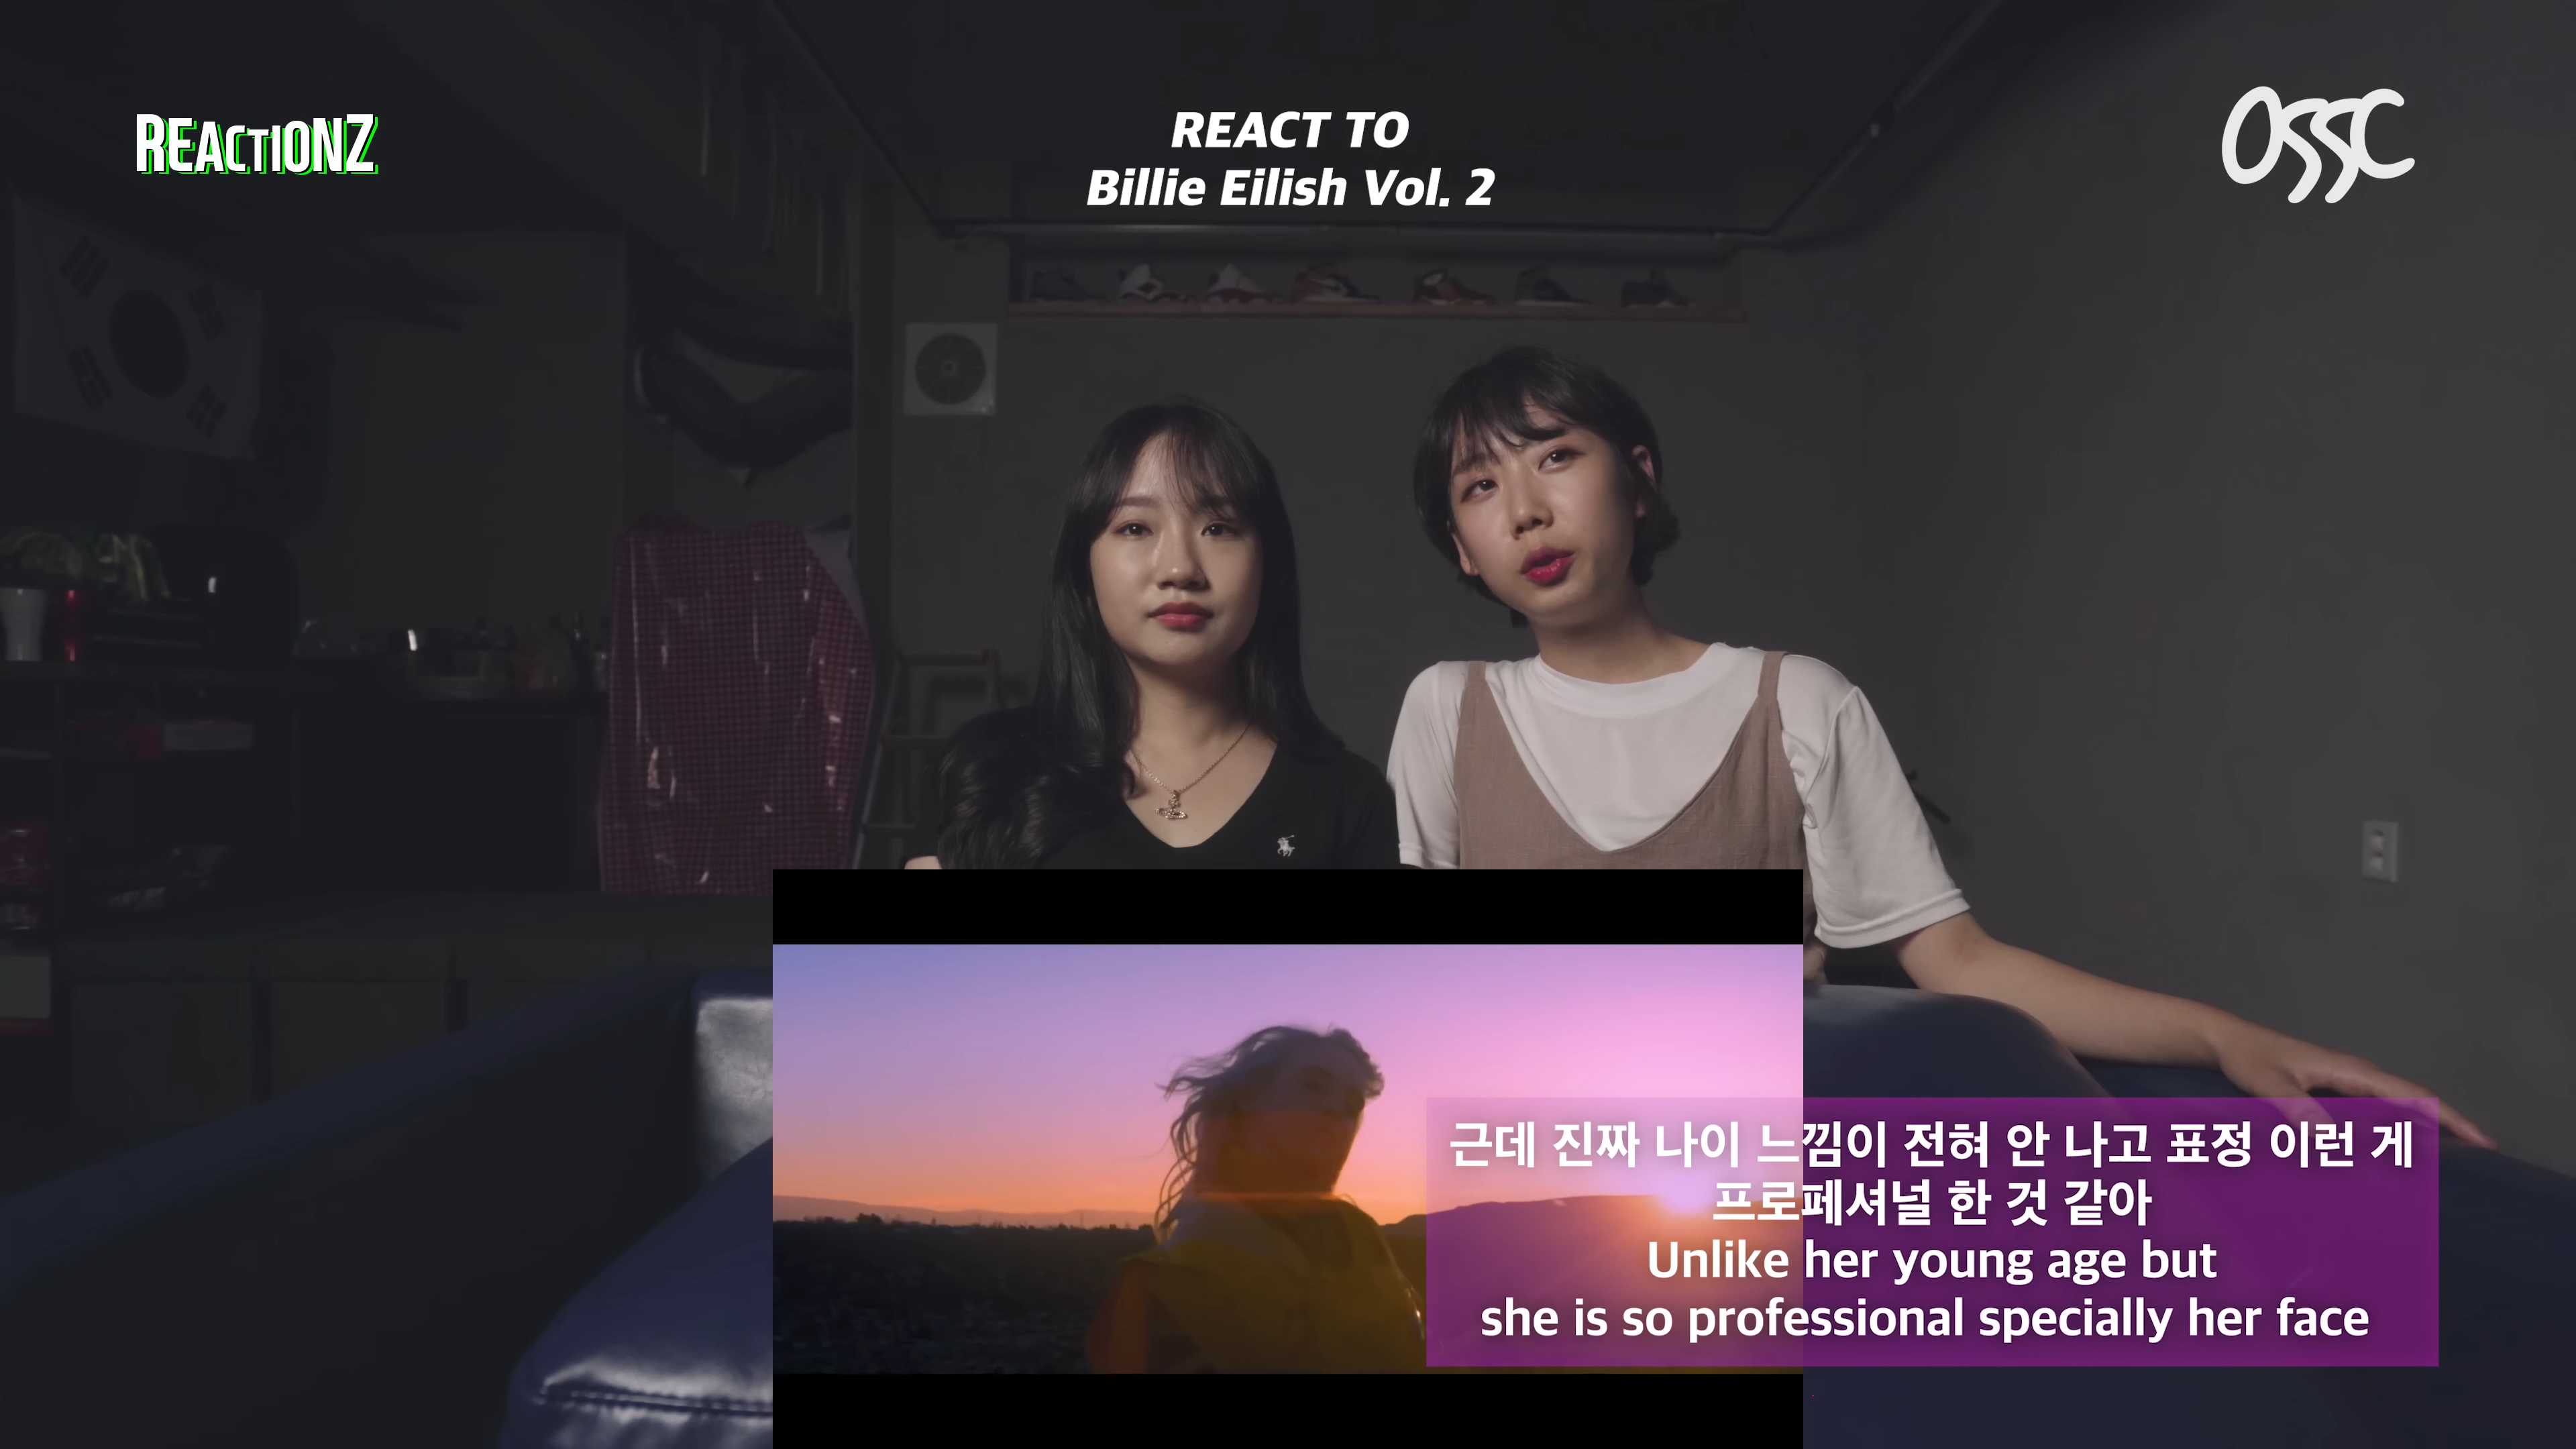 REACTIONZ
REACT TO
Billie Eilish Vol. 2
OSSC
근데 진짜 나이 느낌이 전혀 안 나고 표정 이런 게
프로페셔널 한 것 같아
Unlike her young age but
she is so professional specially her face